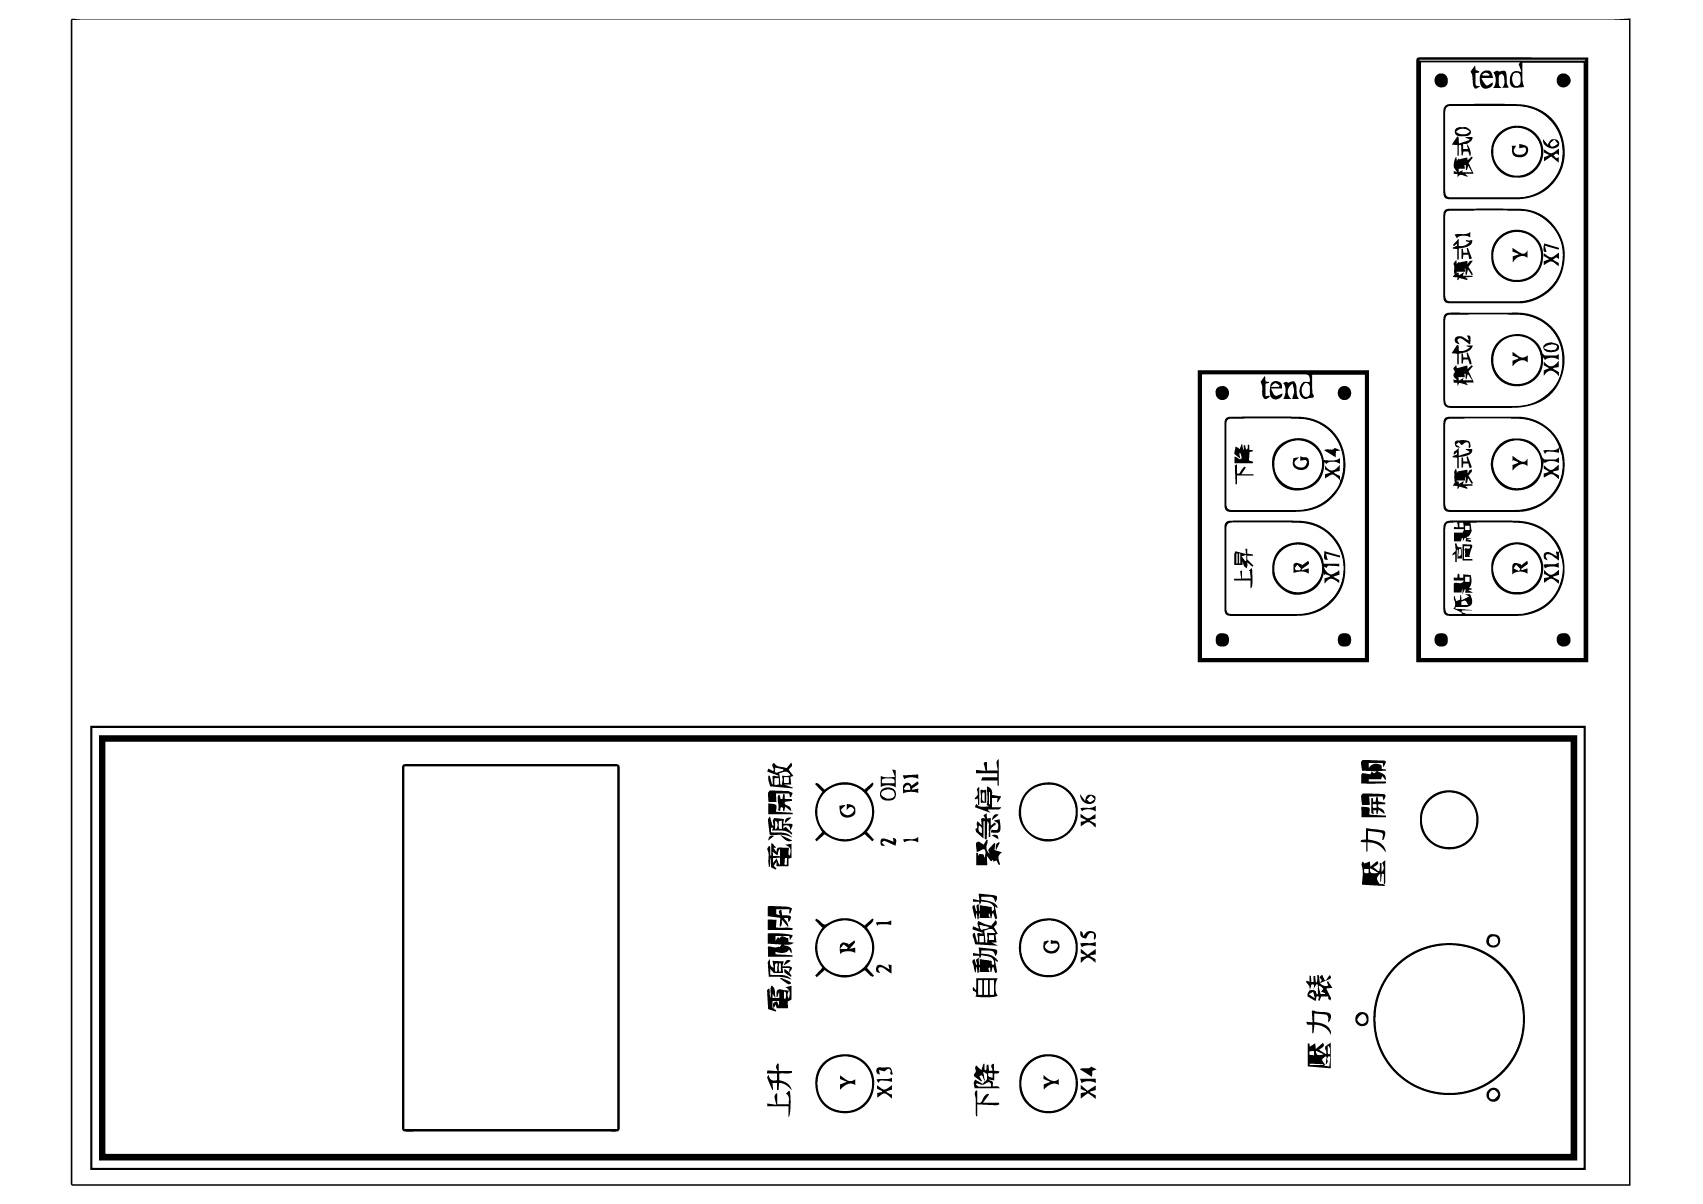 tend
模式0
G
X6
模式1
Y
X7
模式2
Y
X10
模式3
Y
X11
低點 高點
R
X12
tend
下降
G
X14
上昇
R
X17
電源開啟
G
OIL
R1
2
1
電源關閉
R
1
2
上升
Y
X13
緊急停止
X16
自動啟動
G
X15
下降
Y
X14
壓力開關
壓力錶